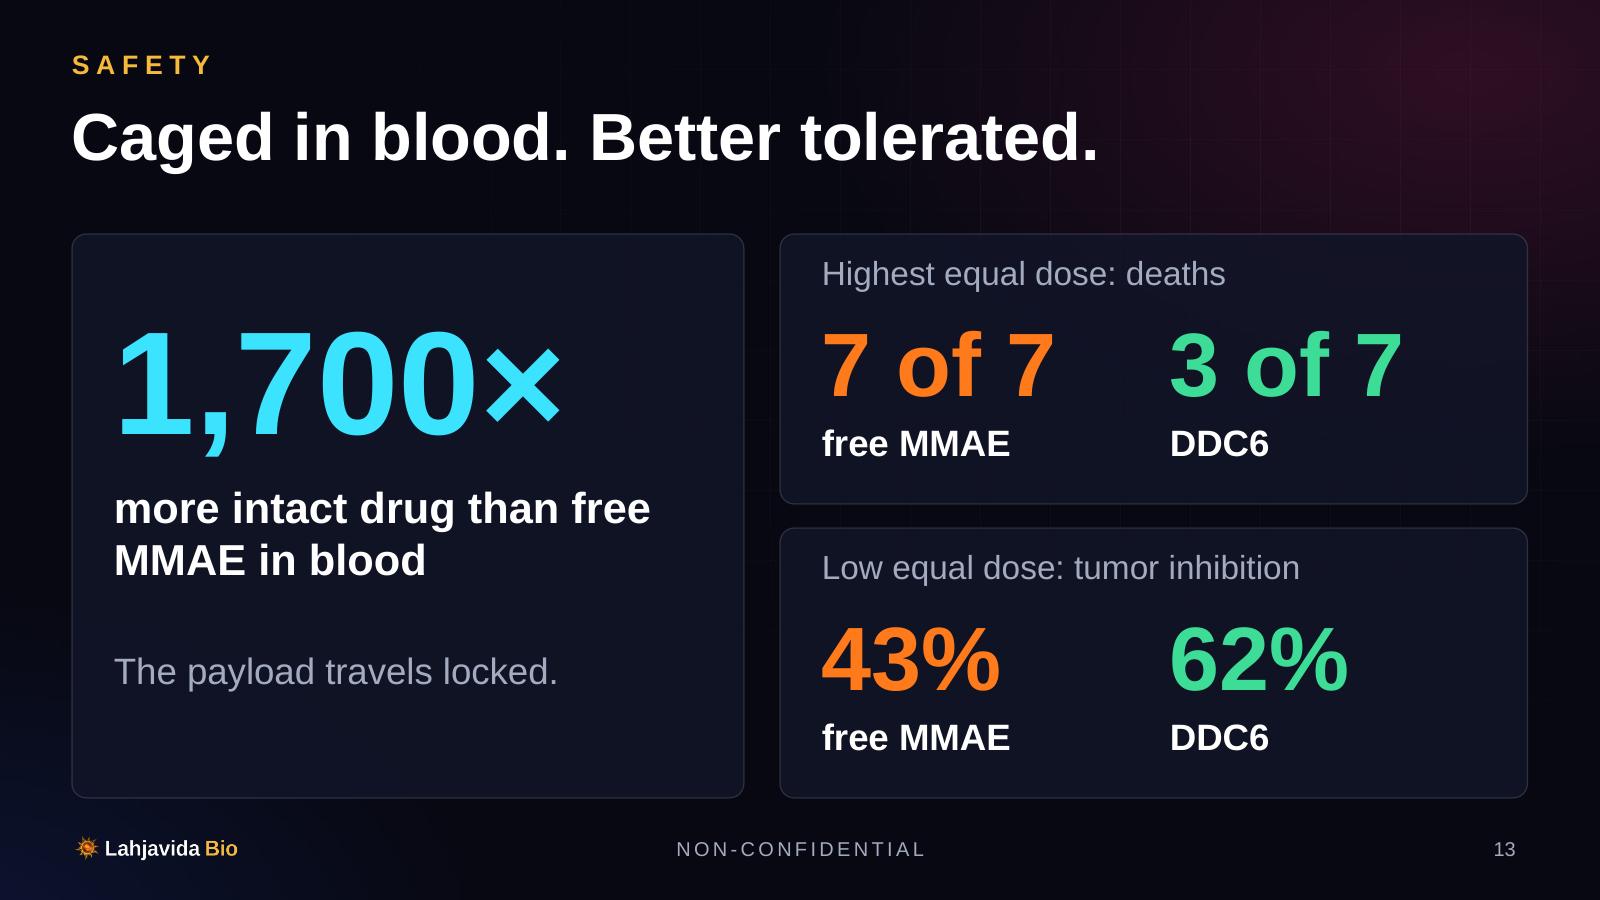 SAFETY
Caged in blood. Better tolerated.
1,700×
more intact drug than free
MMAE in blood
The payload travels locked.
Highest equal dose: deaths
7 of 7
free MMAE
3 of 7
DDC6
Low equal dose: tumor inhibition
43%
free MMAE
62%
DDC6
Lahjavida Bio
NON-CONFIDENTIAL
13